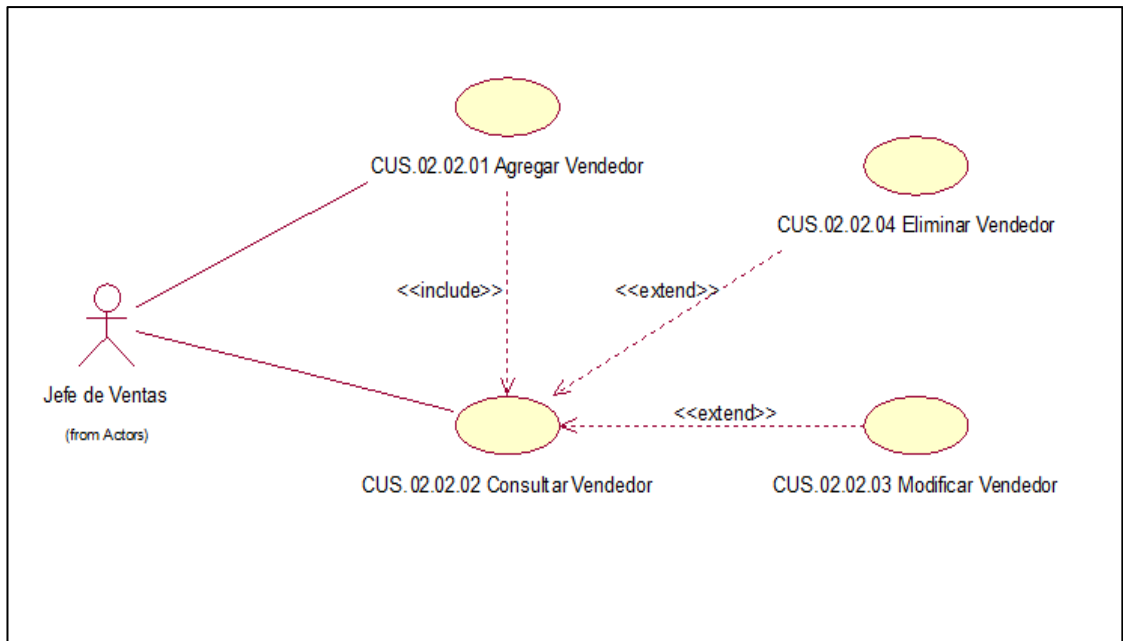 CUS.02.02.01 Agregar Vendedor
CUS.02.02.04 Eliminar Vendedor
<<include>>
<<extend>>
Jefe de Ventas
(from Actors)
<<extend>>
CUS.02.02.02 Consultar Vendedor
CUS.02.02.03 Modificar Vendedor